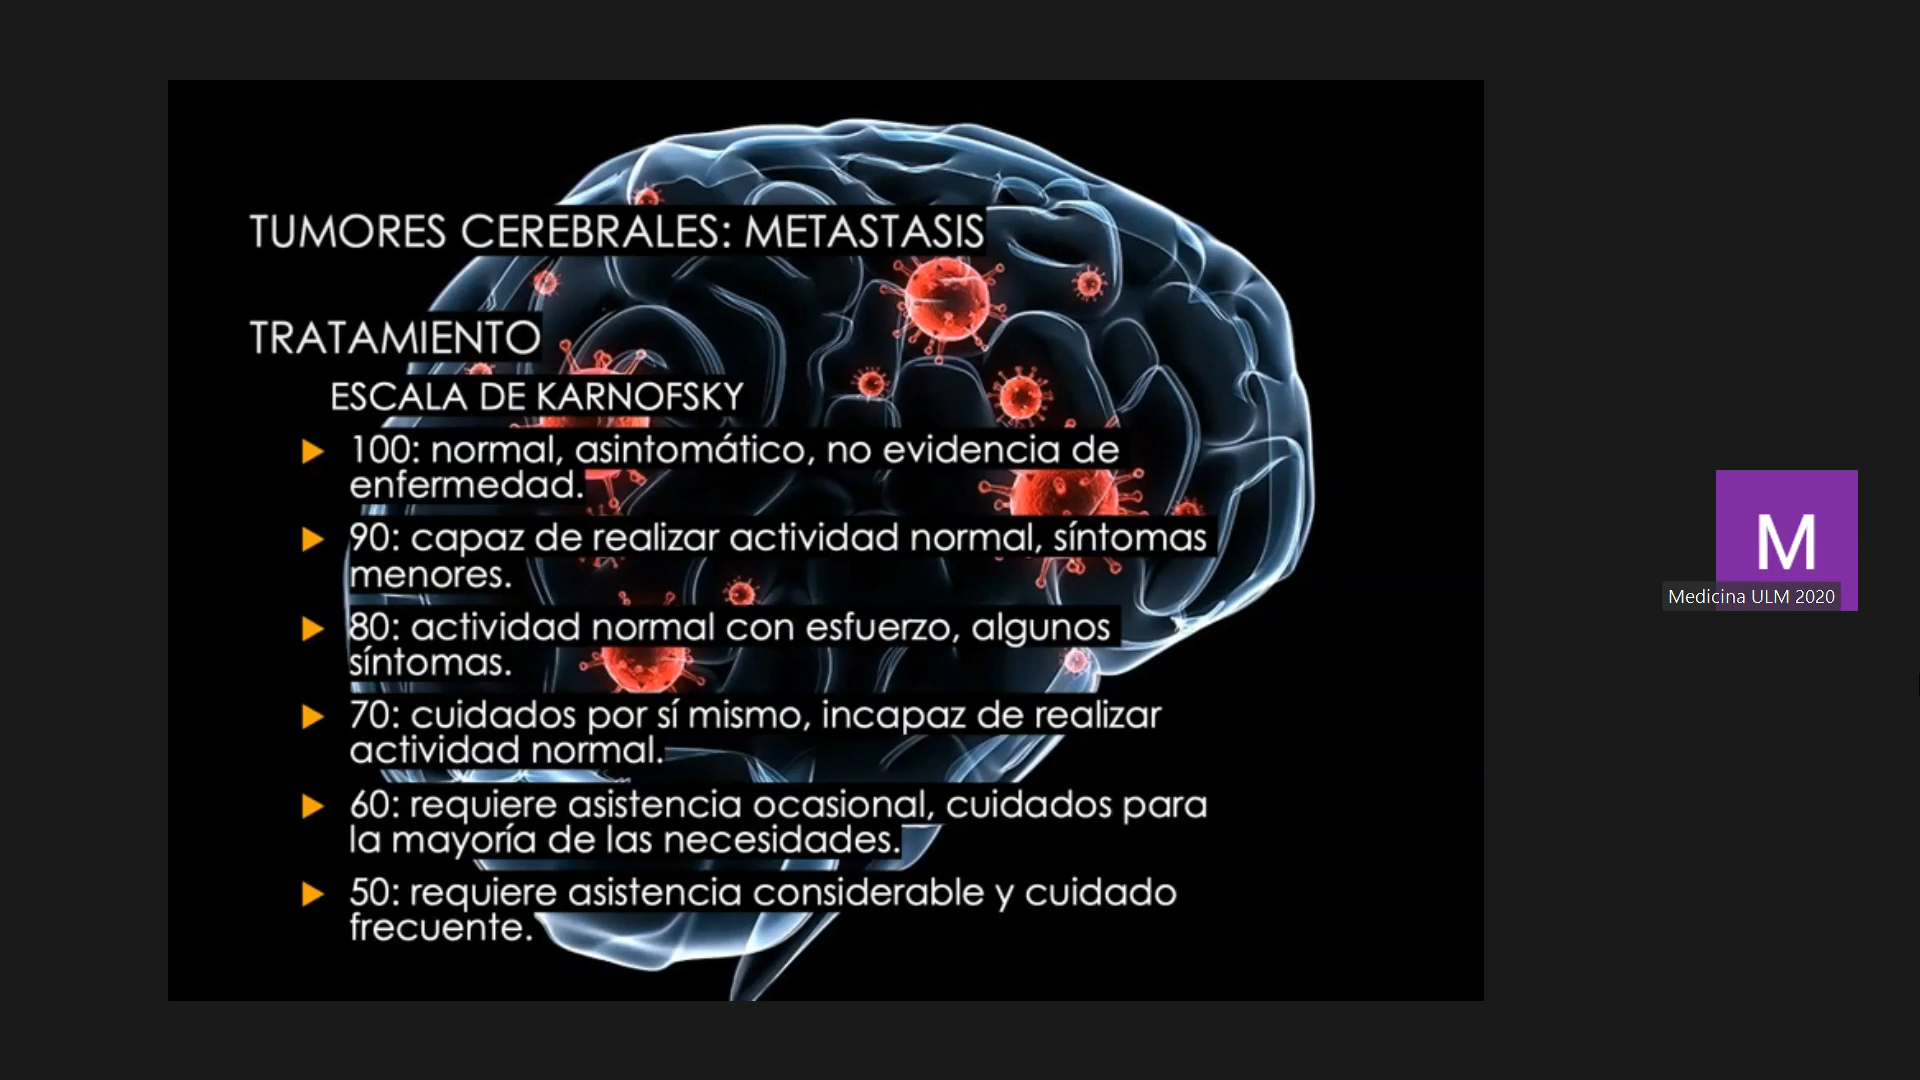 TUMORES CEREBRALES: METASTASIS
TRATAMIENTO
ESCALA DE KARNOFSKY
100: normal, asintomático, no evidencia de
enfermedad.
90: capaz de realizar actividad normal, síntomas
menores.
80: actividad normal con esfuerzo, algunos
síntomas.
70: cuidados por sí mismo, incapaz de realizar
actividad normal.
60: requiere asistencia ocasional, cuidados para
la mayoría de las necesidades.
50: requiere asistencia considerable y cuidado
frecuente.
M
Medicina ULM 2020